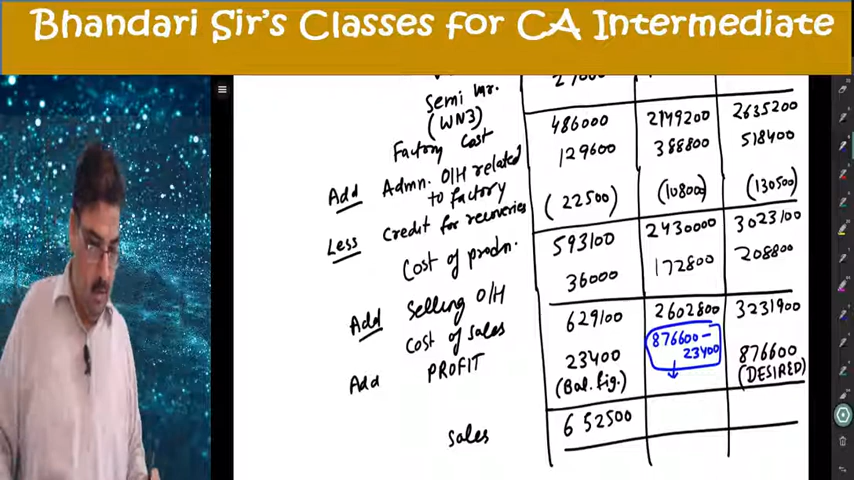 Bhandari Sir's Classes for CA Intermediate
27000
Semi Mr.
(WN3)
Factory Cost 486000 2149200 2635200
Add Admn. O/H related to factory 129600 388800 518400
Less Credit for recoveries (22500) (10800) (130500)
Cost of prodn. 593100 2430000 3023100
Add Selling O/H 36000 172800 208800
Cost of sales 629100 2602800 3231900
Add PROFIT 23400 876600 – 23400 876600
(Bal. fig.) (DESIRED)
Sales 652500